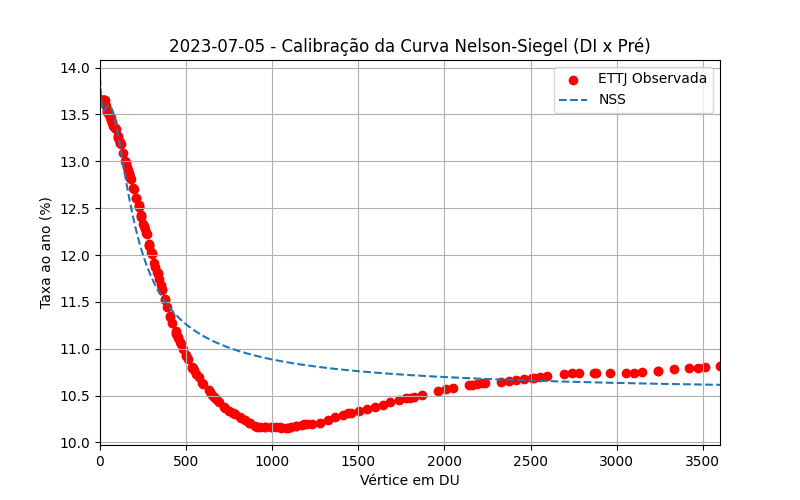 2023-07-05 - Calibração da Curva Nelson-Siegel (DI x Pré)
ETTJ Observada
NSS
Taxa ao ano (%)
14.0
13.5
13.0
12.5
12.0
11.5
11.0
10.5
10.0
0 500 1000 1500 2000 2500 3000 3500
Vértice em DU